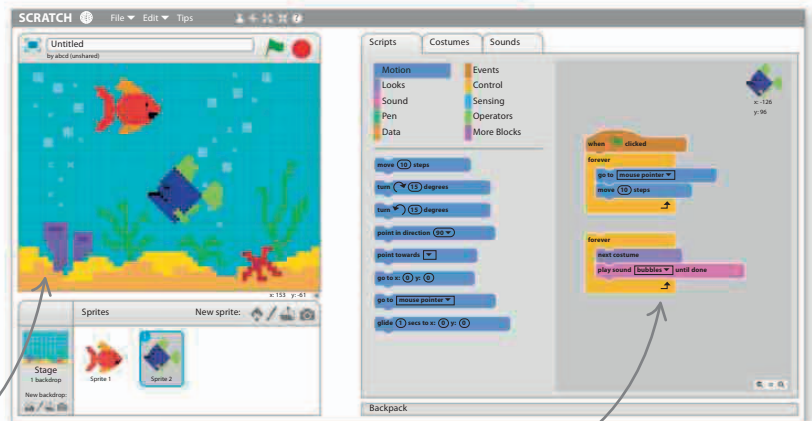 SCRATCH File Edit Tips
Untitled
by abcd (unshared)
x: 153 y: -61
Sprites New sprite:
Stage
1 backdrop
New backdrop:
Sprite 1
1
Sprite 2
Scripts Costumes Sounds
Motion Events
Looks Control
Sound Sensing
Pen Operators
Data More Blocks
move 10 steps
turn 15 degrees
turn 15 degrees
point in direction 90
point towards
go to x: 0 y: 0
go to mouse pointer
glide 1 secs to x: 0 y: 0
x: -126
y: 96
when clicked
forever
go to mouse pointer
move 10 steps
forever
next costume
play sound bubbles until done
Backpack